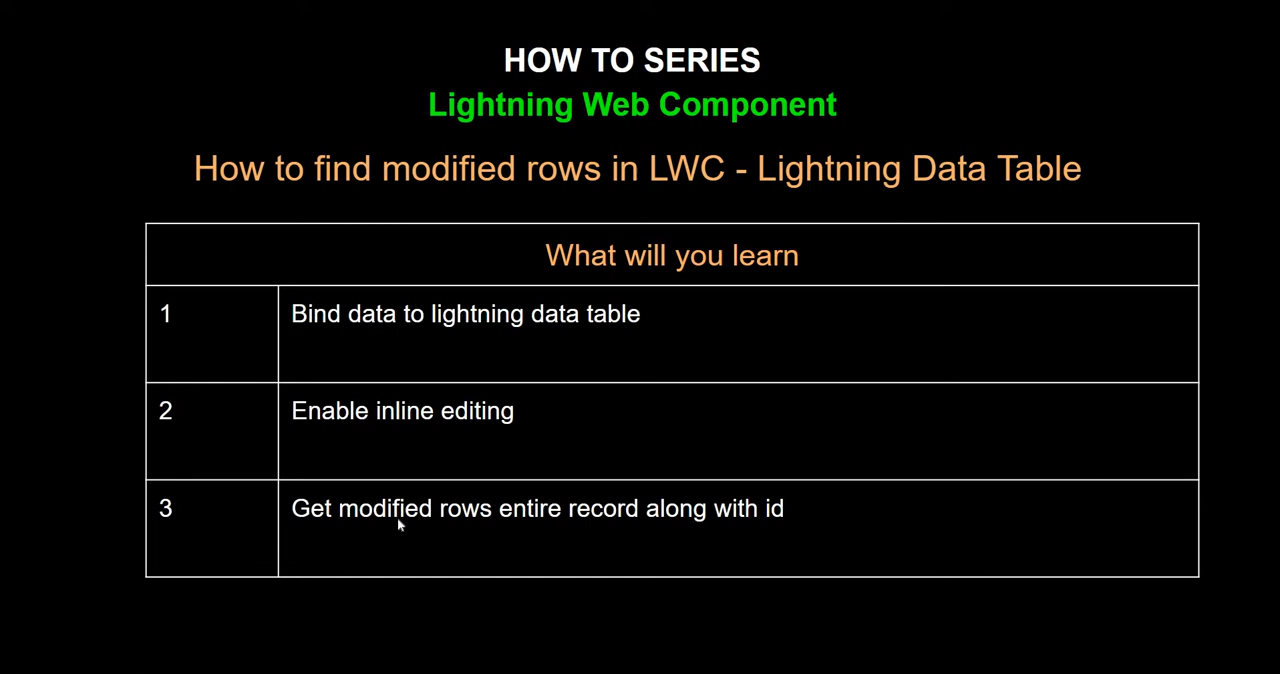 HOW TO SERIES
Lightning Web Component
How to find modified rows in LWC - Lightning Data Table
What will you learn
1 Bind data to lightning data table
2 Enable inline editing
3 Get modified rows entire record along with id